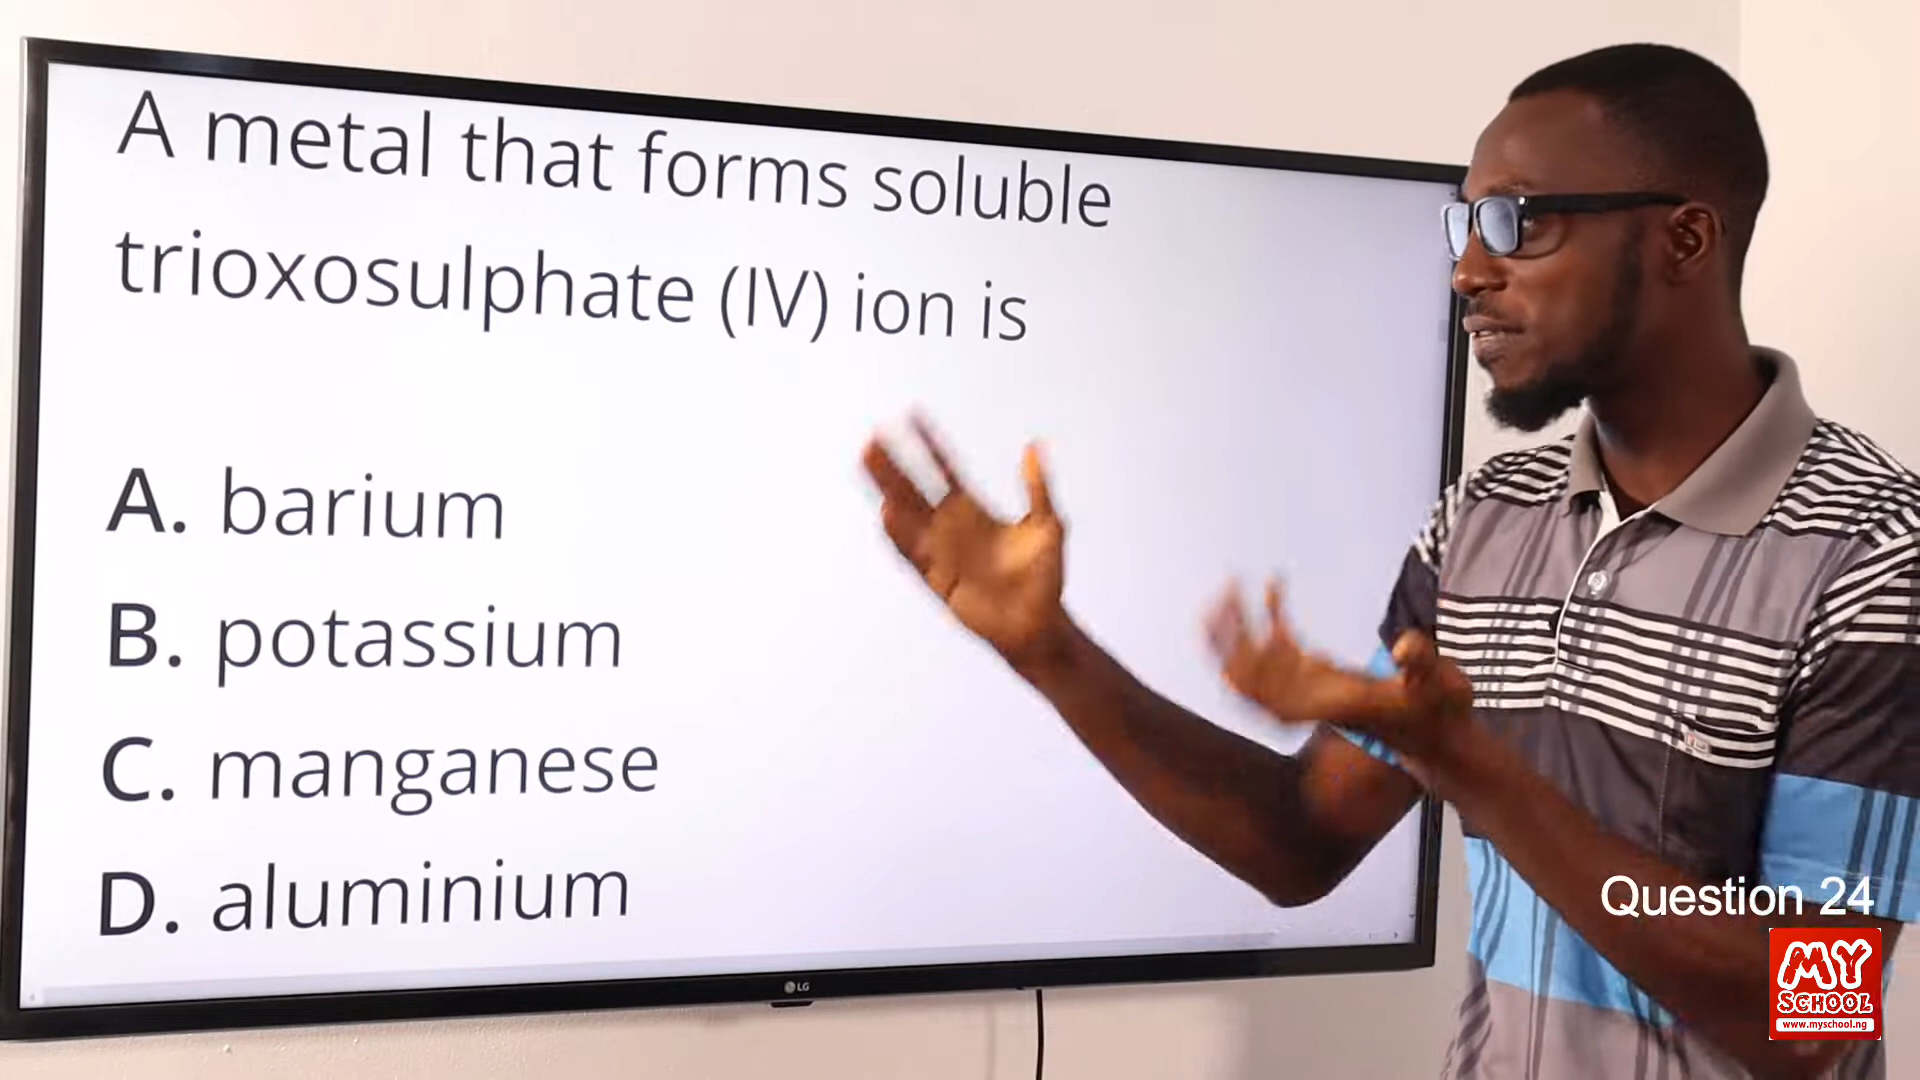 A metal that forms soluble
trioxosulphate (IV) ion is
A. barium
B. potassium
C. manganese
D. aluminium
LG
Question 24
MY
SCHOOL
www.myschool.ng